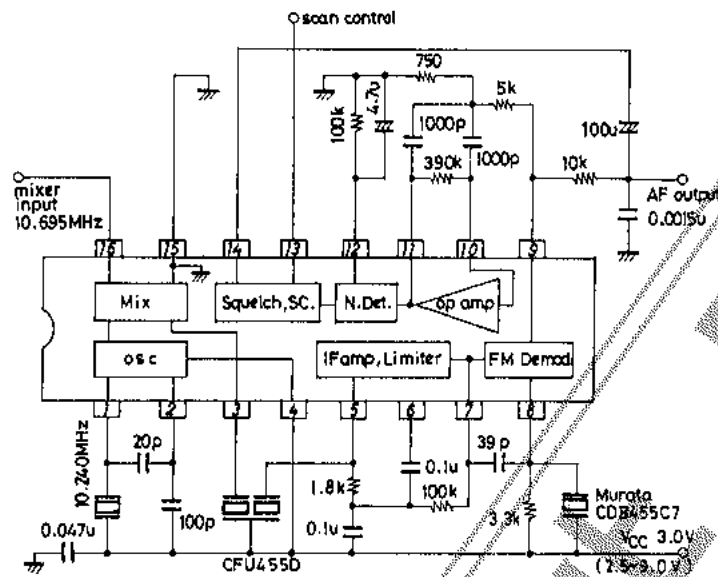 scan control
750
5k
100k
4.7u
1000p
1000p
390k
100u
10k
mixer
input
10.695MHz
AF output
0.0015u
16
15
14
13
12
11
10
9
Mix
Squelch,SC.
N.Det.
op amp
osc
IFamp,Limiter
FM Demod
1
2
3
4
5
6
7
8
10.240MHz
20p
100p
0.047u
CFU455D
1.8k
0.1u
0.1u
100k
39p
3.3k
Murata
CDB455C7
VCC 3.0V
(2.5~9.0V)